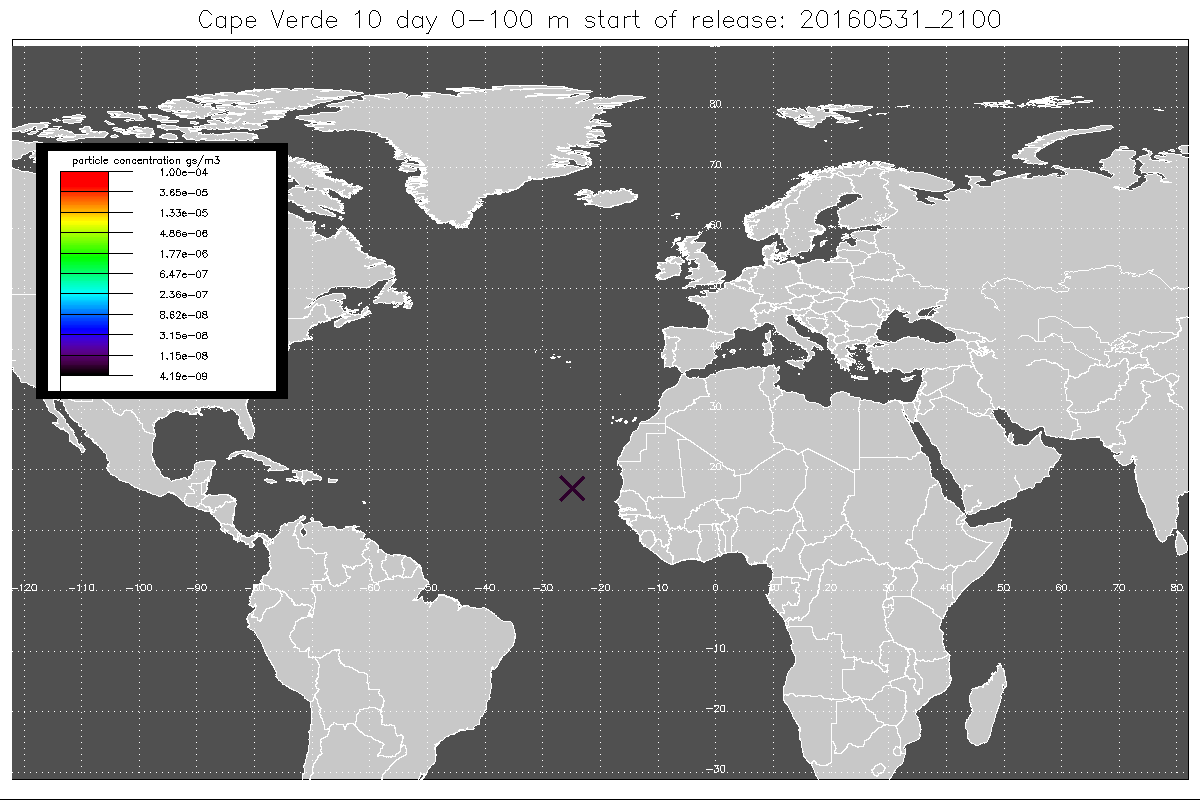 Cape Verde 10 day 0-100 m start of release: 20160531_2100
80
particle concentration gs/m3
1.00e-04
70
3.65e-05
1.33e-05
60
4.86e-06
1.77e-06
6.47e-07
2.36e-07
8.62e-08
3.15e-08
1.15e-08
4.19e-09
30
20
-120 -110 -100 -90 -80 -70 -60 -50 -40 -30 -20 -10 0 10 20 30 40 50 60 70 80
-10
-20
-30